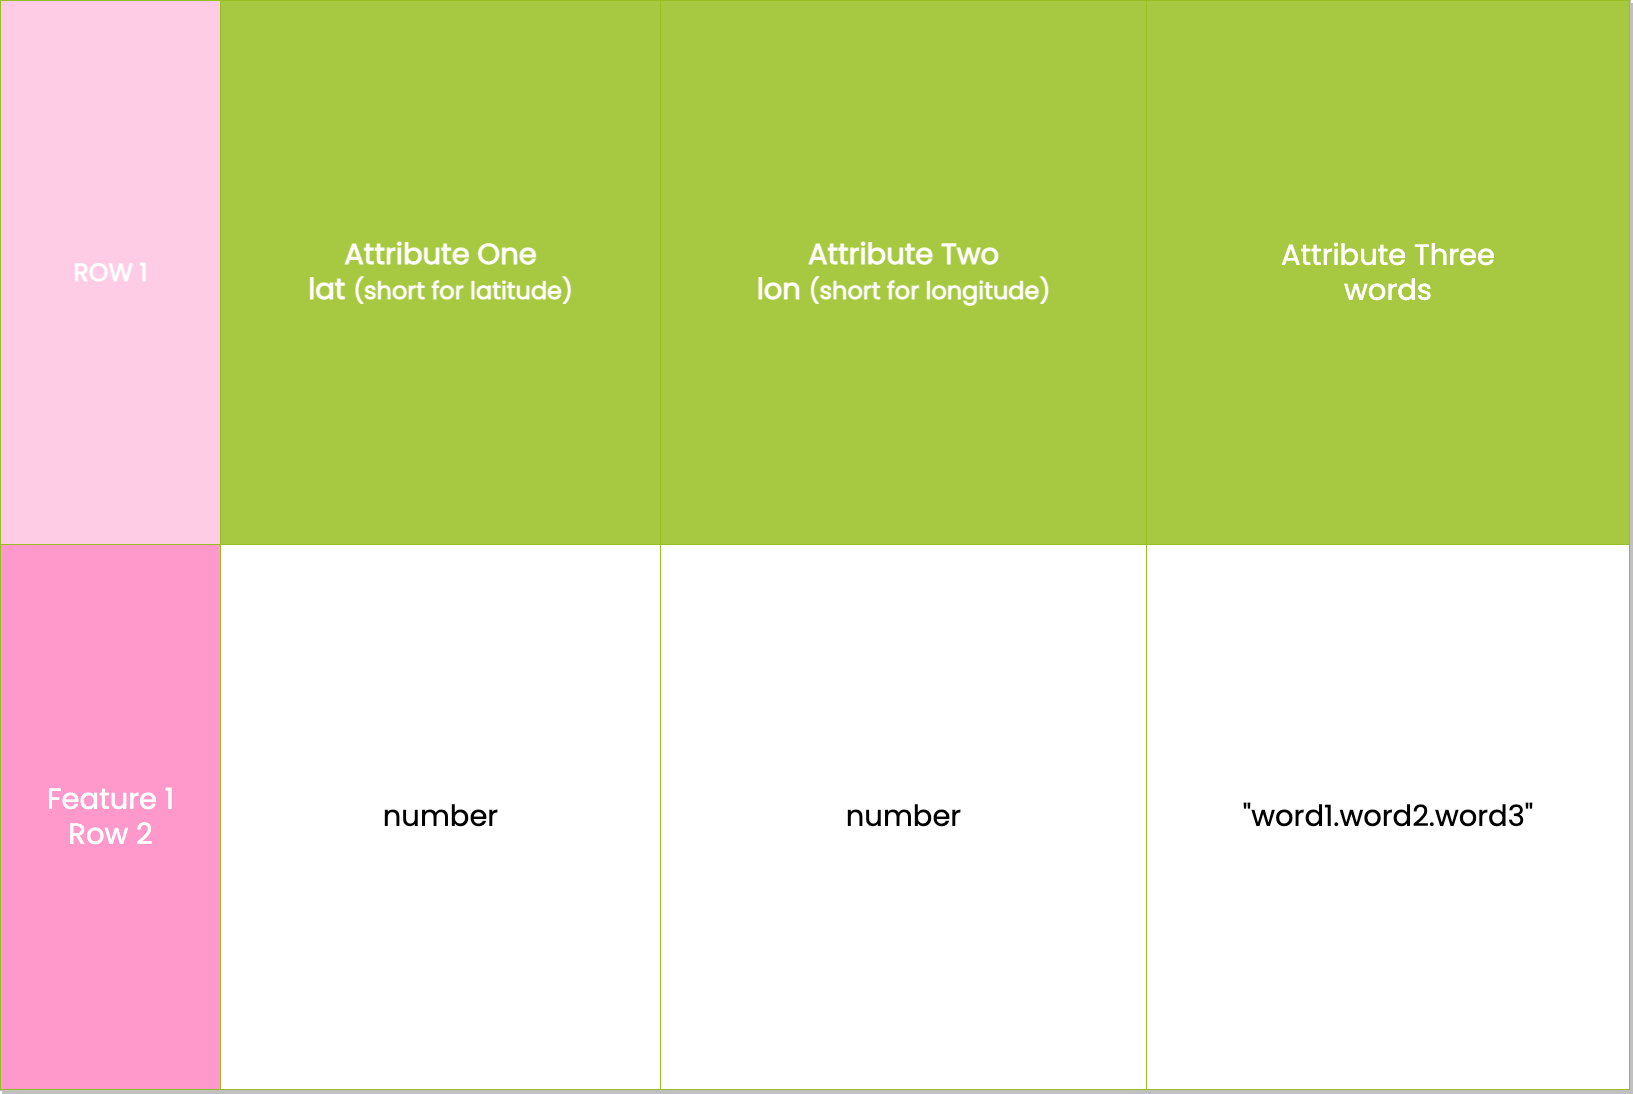 ROW 1
Attribute One
lat (short for latitude)
Attribute Two
lon (short for longitude)
Attribute Three
words
Feature 1
Row 2
number
number
"word1.word2.word3"